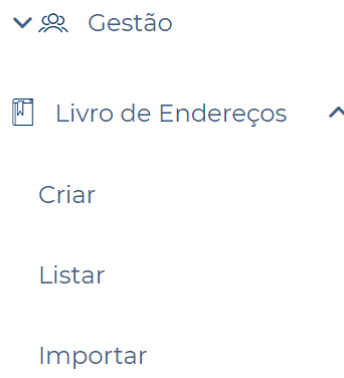 Gestão
Livro de Endereços
Criar
Listar
Importar